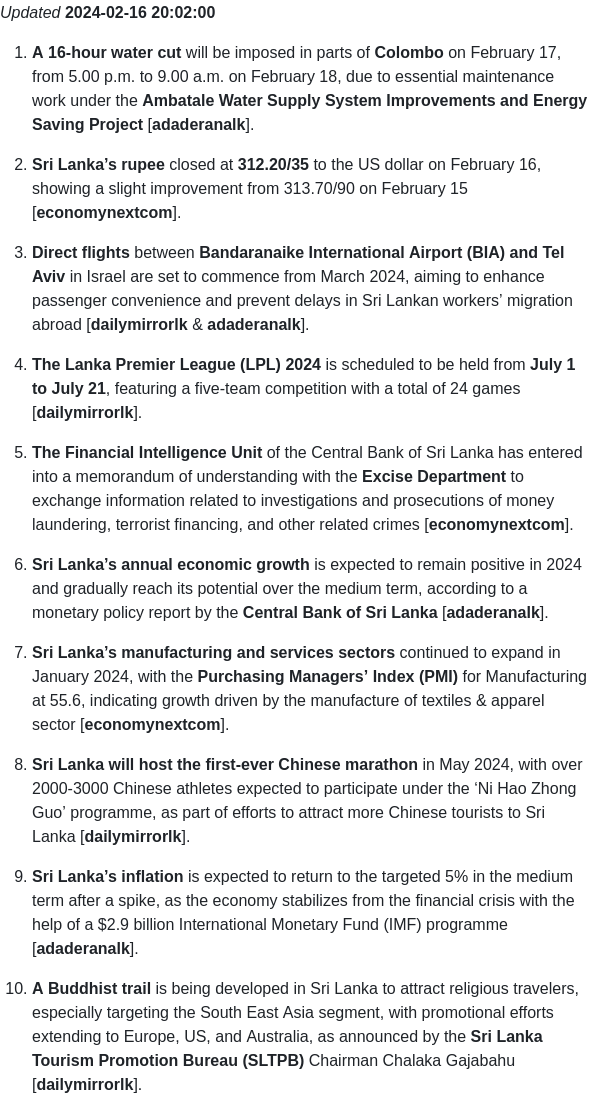 Updated 2024-02-16 20:02:00
1. A 16-hour water cut will be imposed in parts of Colombo on February 17,
from 5.00 p.m. to 9.00 a.m. on February 18, due to essential maintenance
work under the Ambatale Water Supply System Improvements and Energy
Saving Project [adaderanalk].
2. Sri Lanka’s rupee closed at 312.20/35 to the US dollar on February 16,
showing a slight improvement from 313.70/90 on February 15
[economynextcom].
3. Direct flights between Bandaranaike International Airport (BIA) and Tel
Aviv in Israel are set to commence from March 2024, aiming to enhance
passenger convenience and prevent delays in Sri Lankan workers’ migration
abroad [dailymirrorlk & adaderanalk].
4. The Lanka Premier League (LPL) 2024 is scheduled to be held from July 1
to July 21, featuring a five-team competition with a total of 24 games
[dailymirrorlk].
5. The Financial Intelligence Unit of the Central Bank of Sri Lanka has entered
into a memorandum of understanding with the Excise Department to
exchange information related to investigations and prosecutions of money
laundering, terrorist financing, and other related crimes [economynextcom].
6. Sri Lanka’s annual economic growth is expected to remain positive in 2024
and gradually reach its potential over the medium term, according to a
monetary policy report by the Central Bank of Sri Lanka [adaderanalk].
7. Sri Lanka’s manufacturing and services sectors continued to expand in
January 2024, with the Purchasing Managers’ Index (PMI) for Manufacturing
at 55.6, indicating growth driven by the manufacture of textiles & apparel
sector [economynextcom].
8. Sri Lanka will host the first-ever Chinese marathon in May 2024, with over
2000-3000 Chinese athletes expected to participate under the ‘Ni Hao Zhong
Guo’ programme, as part of efforts to attract more Chinese tourists to Sri
Lanka [dailymirrorlk].
9. Sri Lanka’s inflation is expected to return to the targeted 5% in the medium
term after a spike, as the economy stabilizes from the financial crisis with the
help of a $2.9 billion International Monetary Fund (IMF) programme
[adaderanalk].
10. A Buddhist trail is being developed in Sri Lanka to attract religious travelers,
especially targeting the South East Asia segment, with promotional efforts
extending to Europe, US, and Australia, as announced by the Sri Lanka
Tourism Promotion Bureau (SLTPB) Chairman Chalaka Gajabahu
[dailymirrorlk].